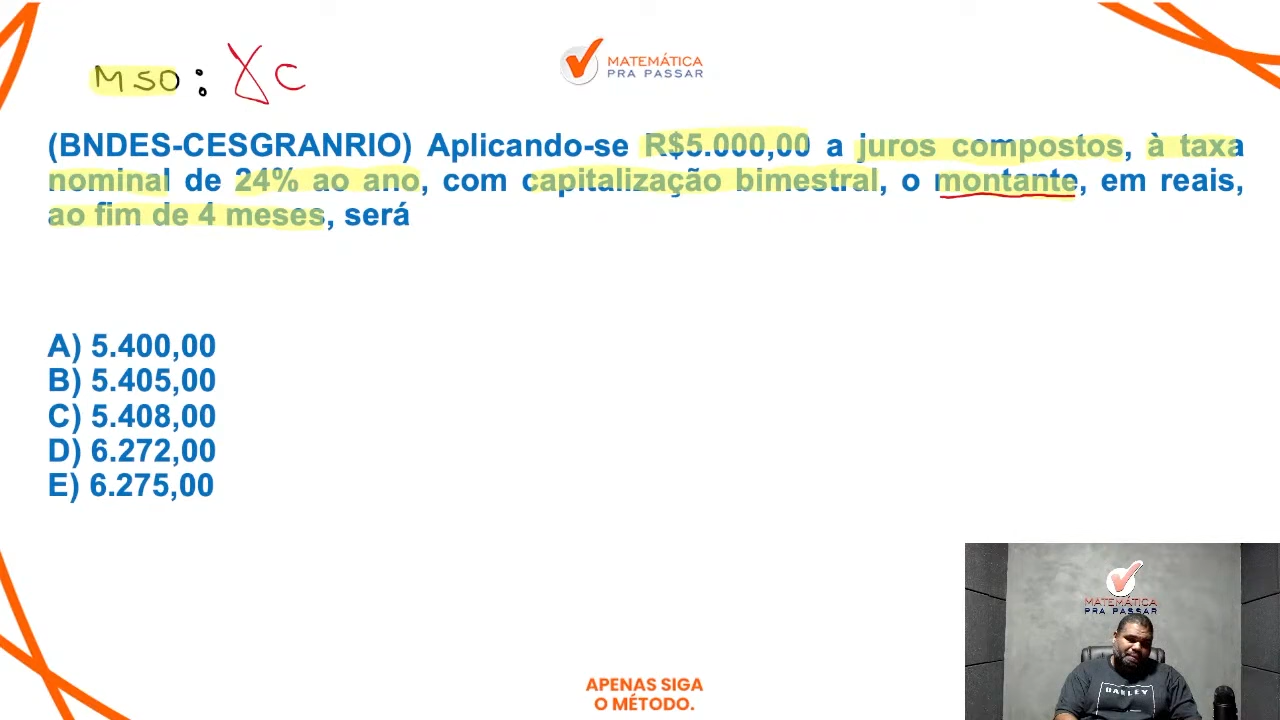 MSO: JC
MATEMÁTICA
PRA PASSAR
(BNDES-CESGRANRIO) Aplicando-se R$5.000,00 a juros compostos, à taxa
nominal de 24% ao ano, com capitalização bimestral, o montante, em reais,
ao fim de 4 meses, será
A) 5.400,00
B) 5.405,00
C) 5.408,00
D) 6.272,00
E) 6.275,00
MATEMÁTICA
PRA PASSAR
OAKLEY
APENAS SIGA
O MÉTODO.